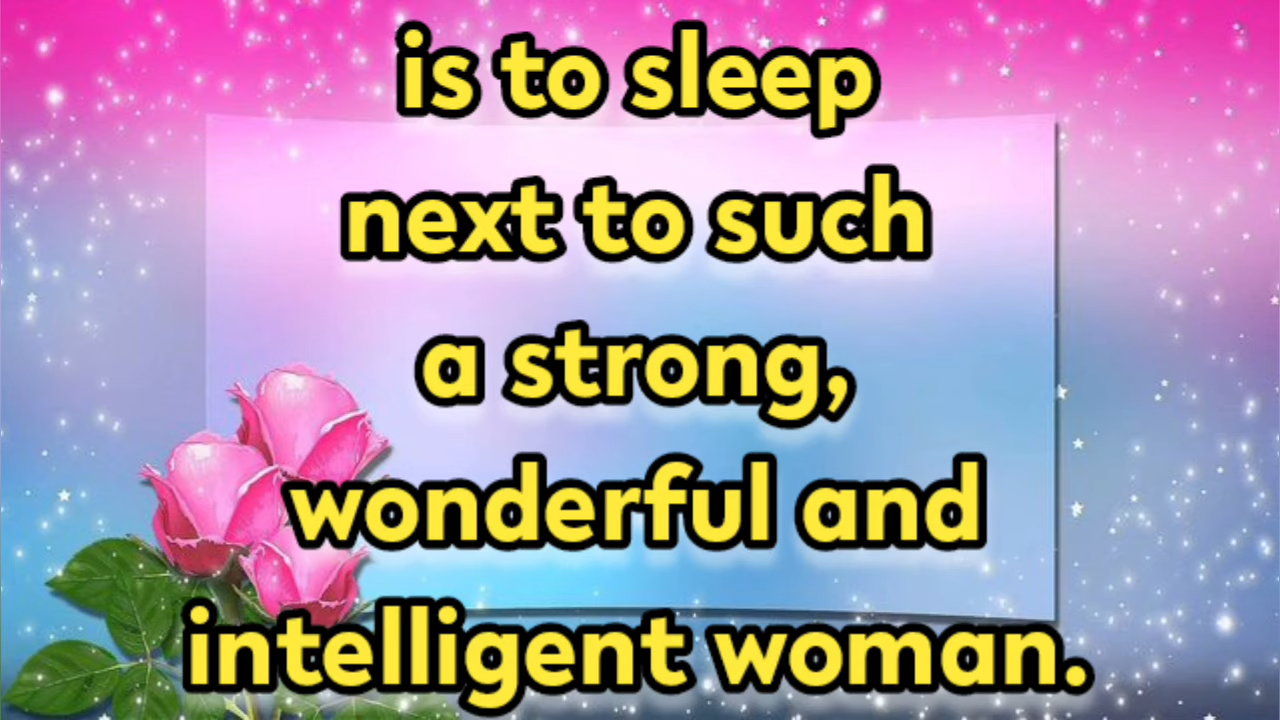 is to sleep
next to such
a strong,
wonderful and
intelligent woman.